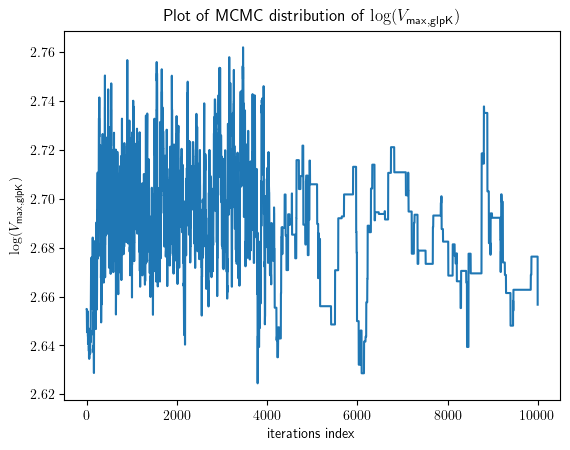 Plot of MCMC distribution of log(V_max,glpK)
log(V_max,glpK)
2.76
2.74
2.72
2.70
2.68
2.66
2.64
2.62
0 2000 4000 6000 8000 10000
iterations index